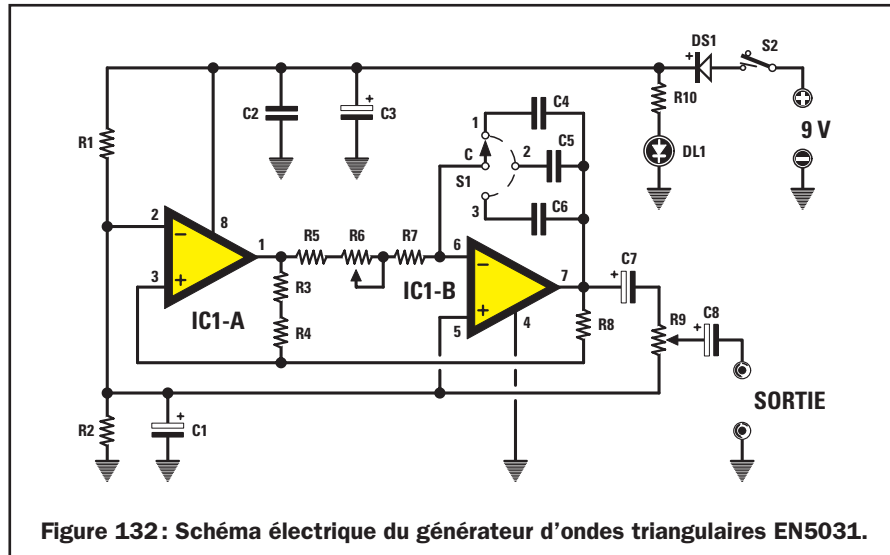 DS1
S2
R10
9 V
DL1
C2
C3
C4
C5
C6
1
C
2
S1
3
R1
2
3
8
1
IC1-A
R5
R6
R7
R3
R4
6
5
7
4
IC1-B
R8
C7
R9
C8
SORTIE
R2
C1
Figure 132: Schéma électrique du générateur d'ondes triangulaires EN5031.